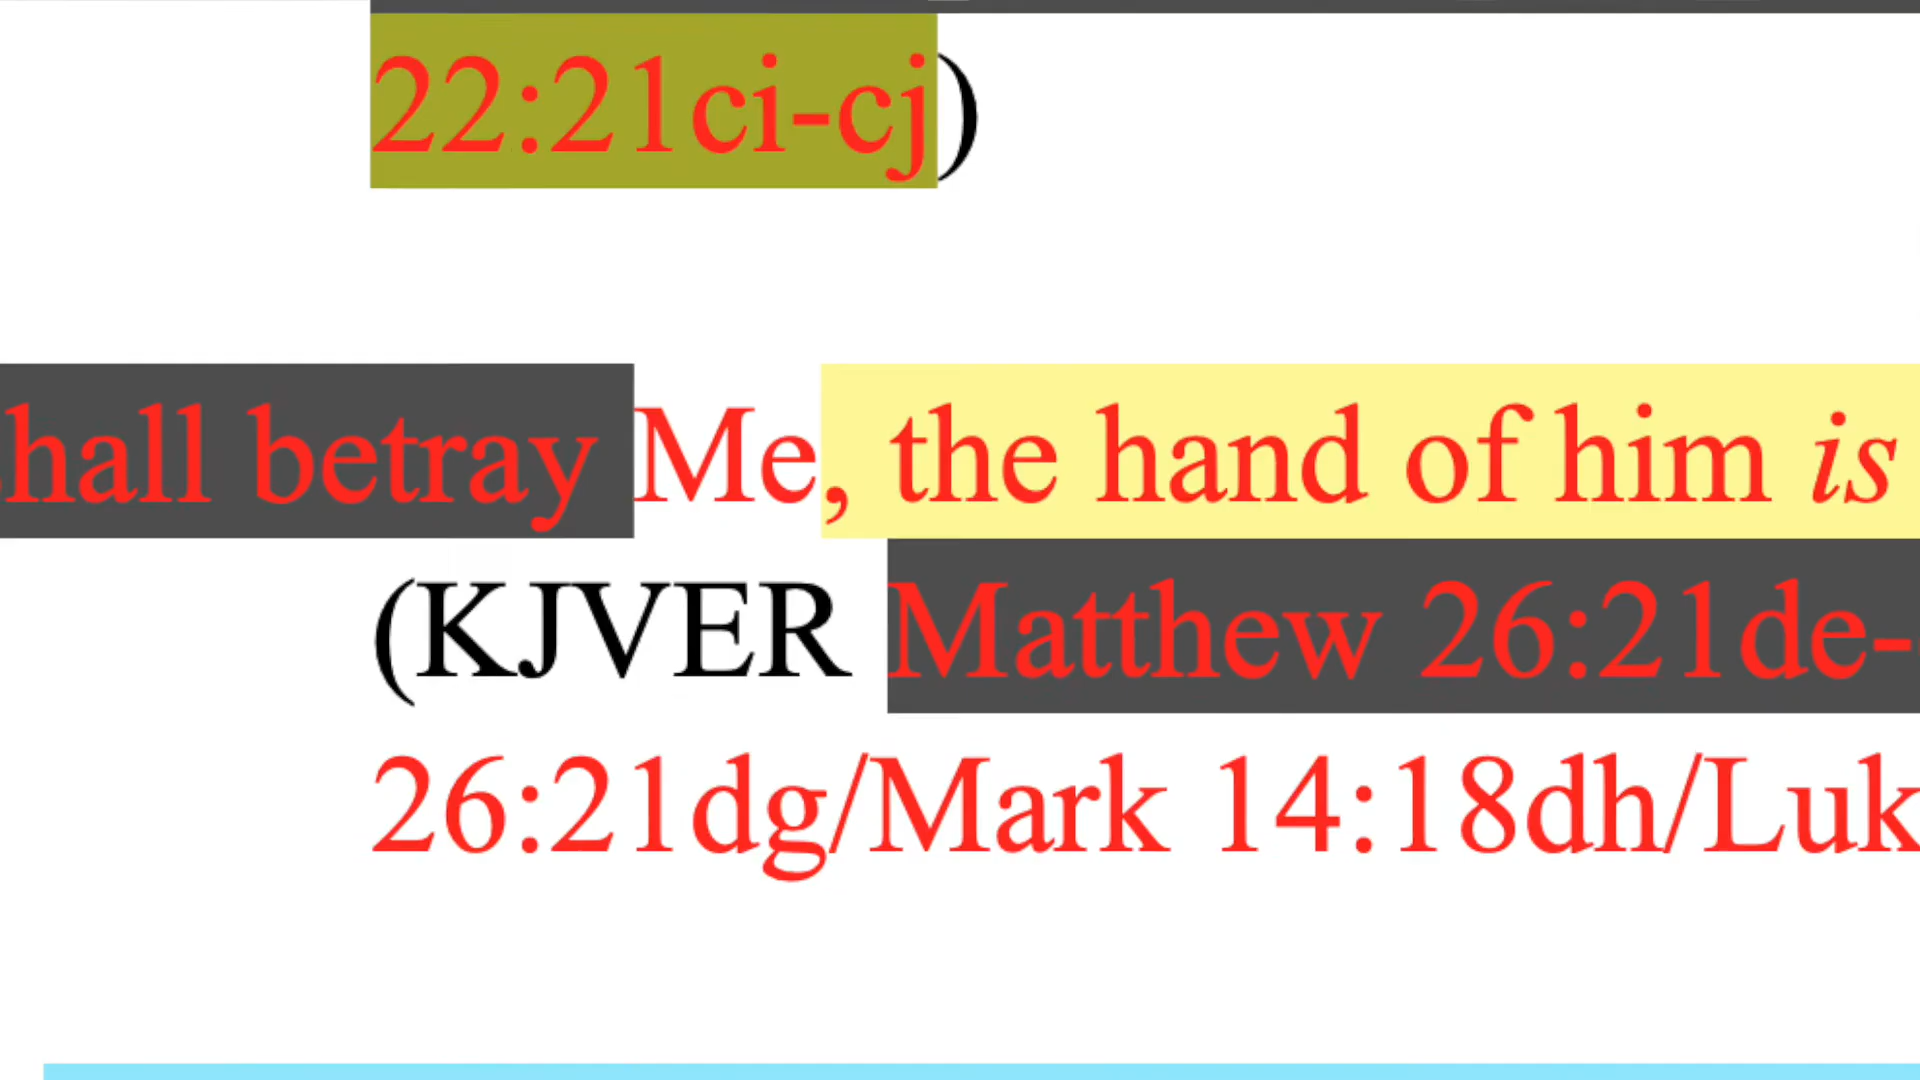 22:21ci-cj)
hall betray Me, the hand of him is
(KJVER Matthew 26:21de-
26:21dg/Mark 14:18dh/Luk